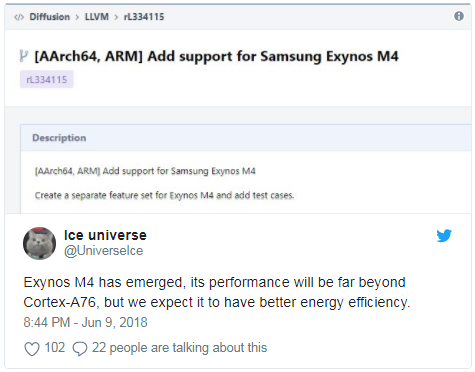 </> Diffusion > LLVM > rL334115
[AArch64, ARM] Add support for Samsung Exynos M4
rL334115
Description
[AArch64, ARM] Add support for Samsung Exynos M4
Create a separate feature set for Exynos M4 and add test cases.
Ice universe
@UniverseIce
Exynos M4 has emerged, its performance will be far beyond
Cortex-A76, but we expect it to have better energy efficiency.
8:44 PM - Jun 9, 2018
102 22 people are talking about this